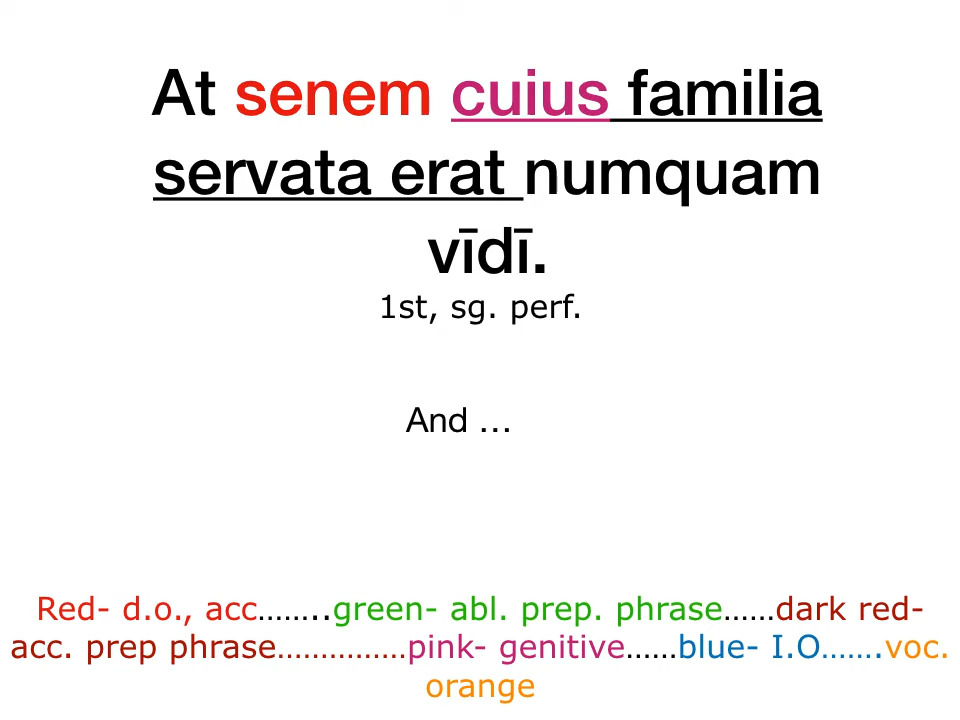 At senem cuius familia
servata erat numquam
vīdī.
1st, sg. perf.
And ...
Red- d.o., acc……..green- abl. prep. phrase……dark red-
acc. prep phrase……………pink- genitive……blue- I.O…….voc.
orange